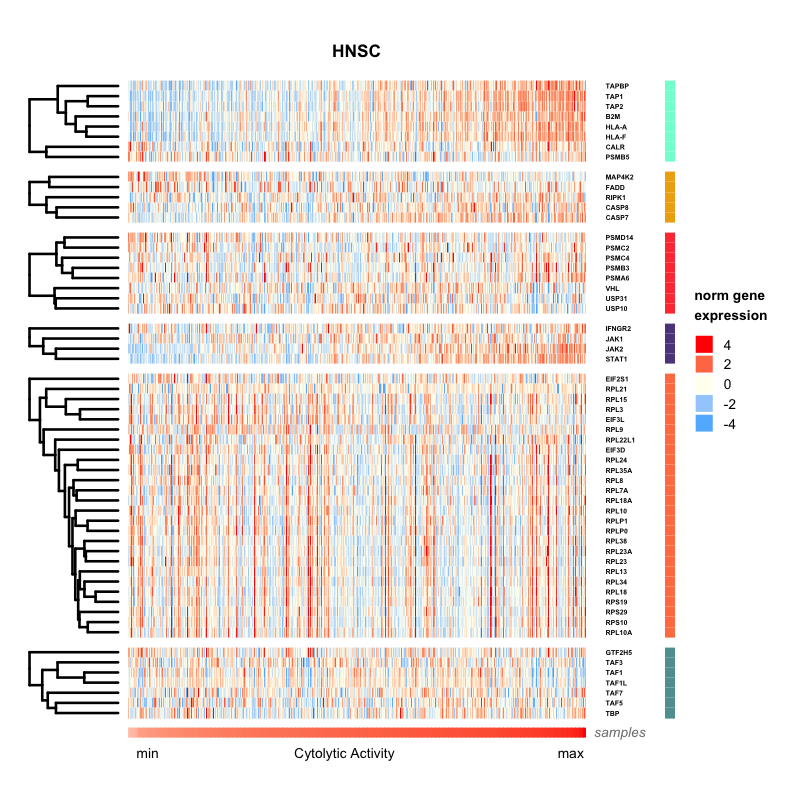 HNSC
TAPBP
TAP1
TAP2
B2M
HLA-A
HLA-F
CALR
PSMB5
MAP4K2
FADD
RIPK1
CASP8
CASP7
PSMD14
PSMC2
PSMC4
PSMB3
PSMA6
VHL
USP31
USP10
IFNGR2
JAK1
JAK2
STAT1
EIF2S1
RPL21
RPL15
RPL3
EIF3L
RPL9
RPL22L1
EIF3D
RPL24
RPL35A
RPL8
RPL7A
RPL18A
RPL10
RPLP1
RPLP0
RPL38
RPL23A
RPL23
RPL13
RPL34
RPL18
RPS19
RPS29
RPS10
RPL10A
GTF2H5
TAF3
TAF1
TAF1L
TAF7
TAF5
TBP
norm gene
expression
4
2
0
-2
-4
samples
min Cytolytic Activity max